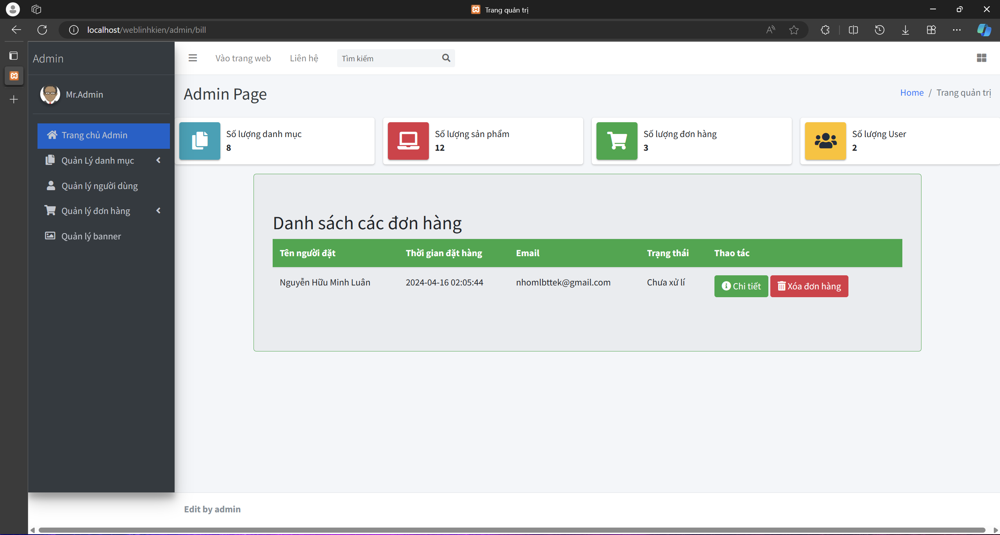 Trang quản trị
localhost/weblinhkien/admin/bill
Admin
Vào trang web
Liên hệ
Tìm kiếm
Mr.Admin
Admin Page
Home / Trang quản trị
Trang chủ Admin
Quản Lý danh mục
Quản lý người dùng
Quản lý đơn hàng
Quản lý banner
Số lượng danh mục
8
Số lượng sản phẩm
12
Số lượng đơn hàng
3
Số lượng User
2
Danh sách các đơn hàng
Tên người đặt Thời gian đặt hàng Email Trạng thái Thao tác
Nguyễn Hữu Minh Luân 2024-04-16 02:05:44 nhomlbttek@gmail.com Chưa xử lí Chi tiết Xóa đơn hàng
Edit by admin